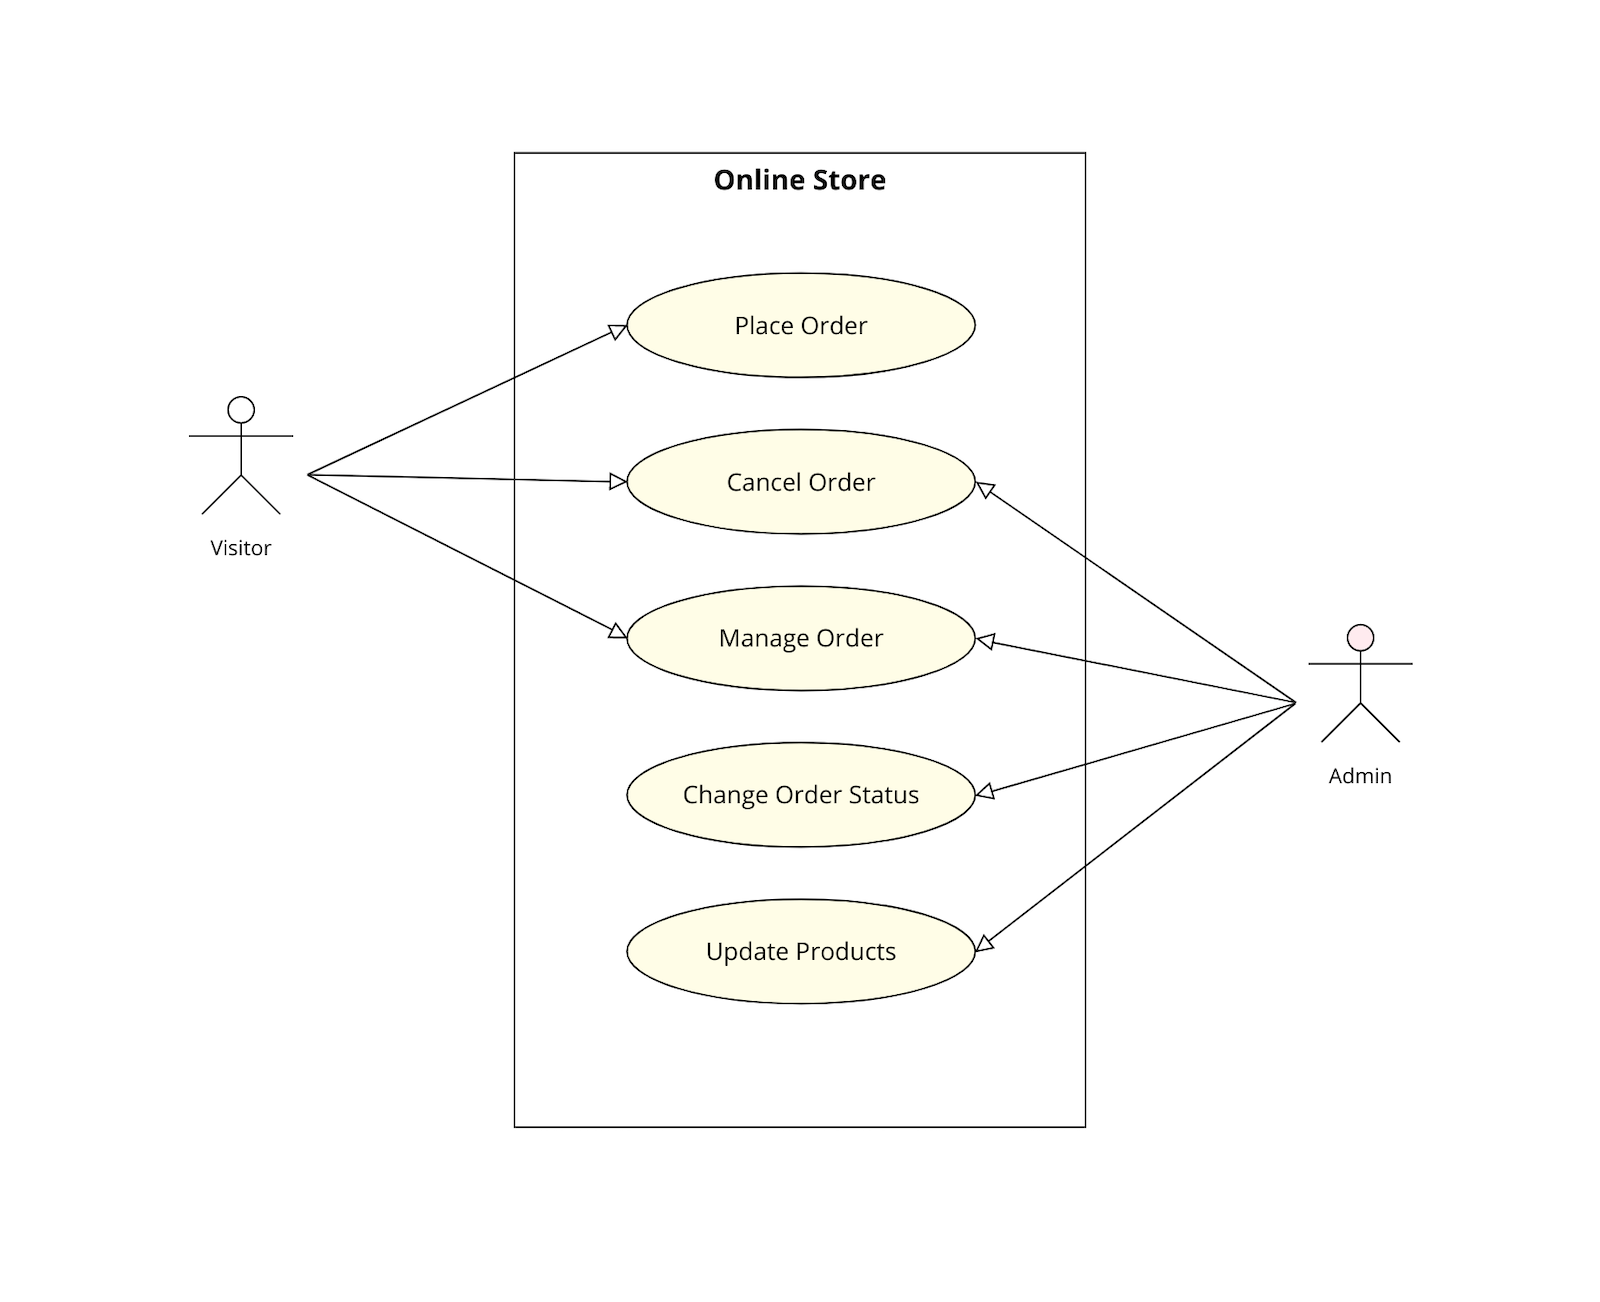 Online Store
Place Order
Cancel Order
Visitor
Manage Order
Admin
Change Order Status
Update Products